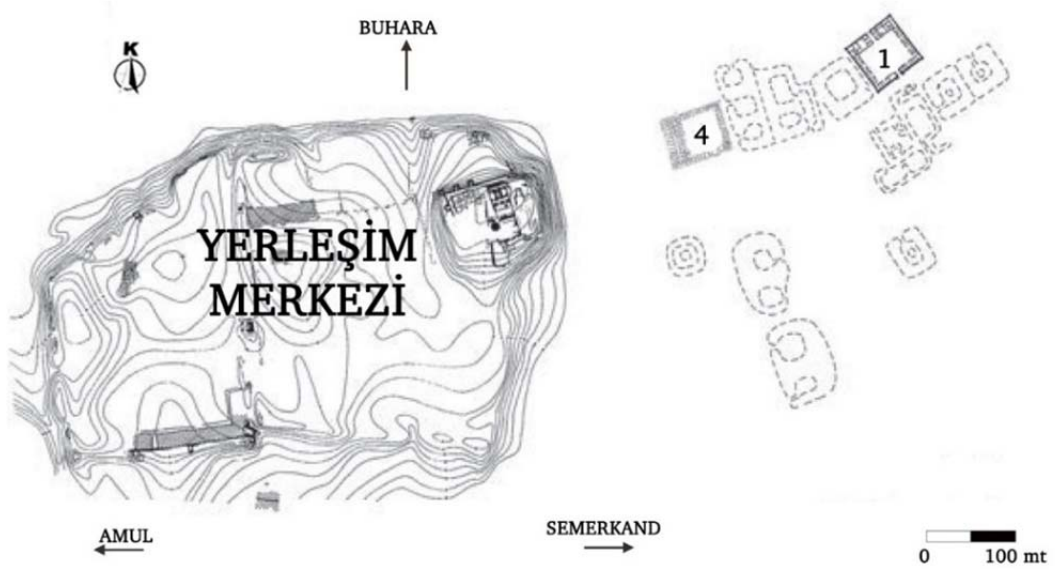 BUHARA
K
1
4
YERLEŞİM
MERKEZİ
AMUL
SEMERKAND
0 100 mt